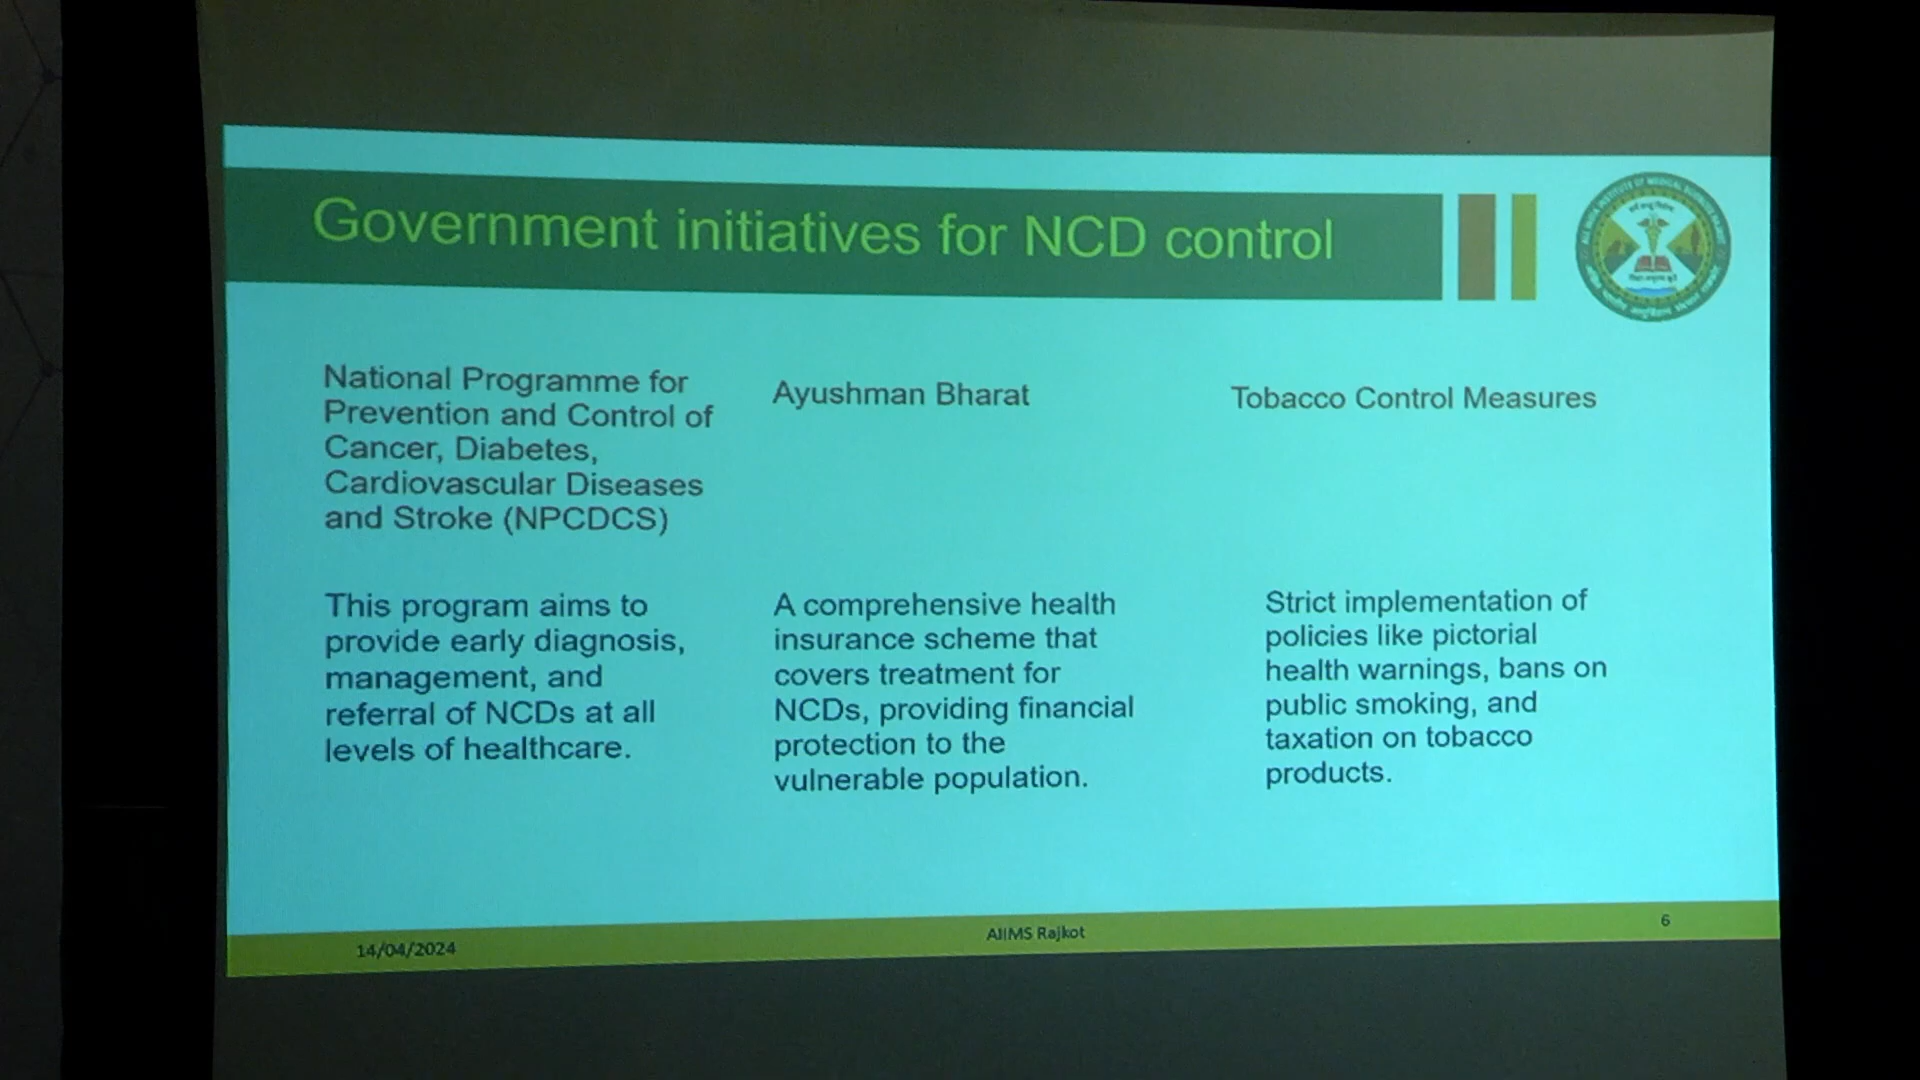 Government initiatives for NCD control
National Programme for
Prevention and Control of
Cancer, Diabetes,
Cardiovascular Diseases
and Stroke (NPCDCS)
This program aims to
provide early diagnosis,
management, and
referral of NCDs at all
levels of healthcare.
Ayushman Bharat
A comprehensive health
insurance scheme that
covers treatment for
NCDs, providing financial
protection to the
vulnerable population.
Tobacco Control Measures
Strict implementation of
policies like pictorial
health warnings, bans on
public smoking, and
taxation on tobacco
products.
14/04/2024
AIIMS Rajkot
6